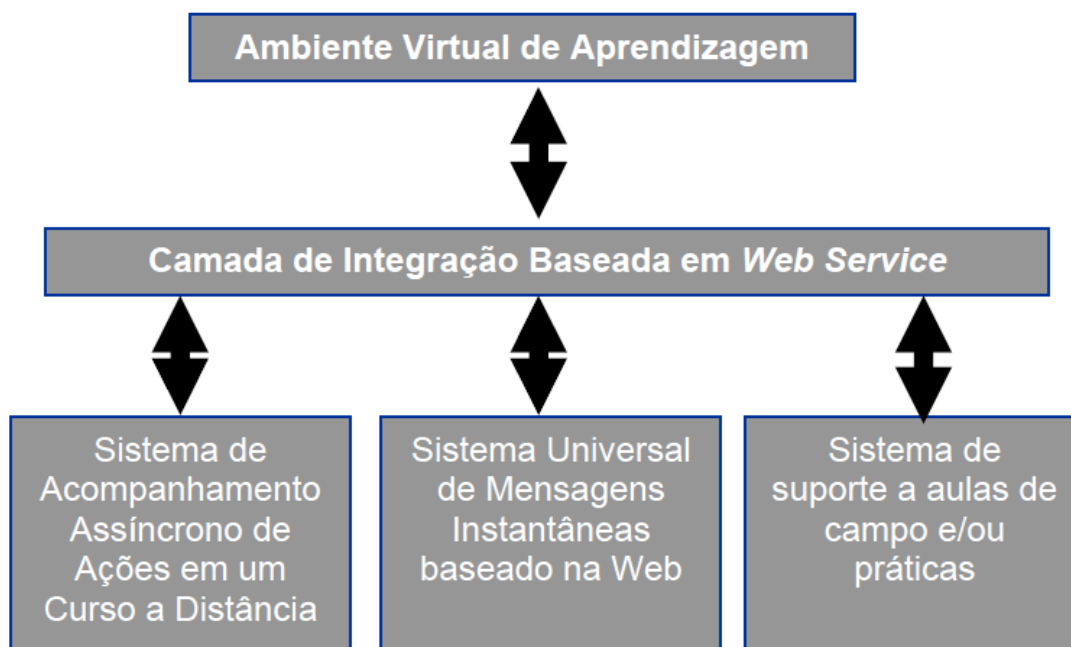 Ambiente Virtual de Aprendizagem
Camada de Integração Baseada em Web Service
Sistema de
Acompanhamento
Assíncrono de
Ações em um
Curso a Distância
Sistema Universal
de Mensagens
Instantâneas
baseado na Web
Sistema de
suporte a aulas de
campo e/ou
práticas